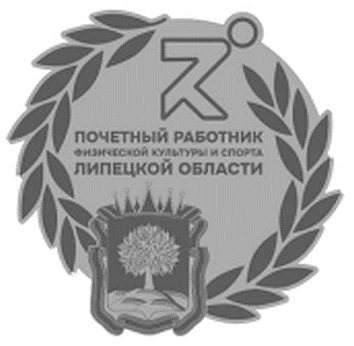 ПОЧЕТНЫЙ РАБОТНИК
ФИЗИЧЕСКОЙ КУЛЬТУРЫ И СПОРТА
ЛИПЕЦКОЙ ОБЛАСТИ